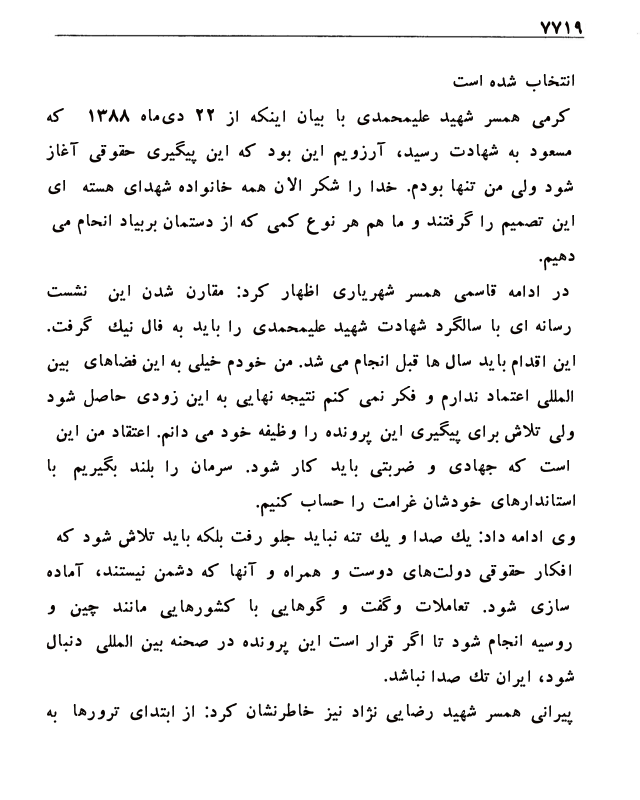 ۷۷۱۹
انتخاب شده است
کرمی همسر شهید علیمحمدی با بیان اینکه از ۲۲ دی‌ماه ۱۳۸۸ که
مسعود به شهادت رسید، آرزویم این بود که این پیگیری حقوقی آغاز
شود ولی من تنها بودم. خدا را شکر الان همه خانواده شهدای هسته ای
این تصمیم را گرفتند و ما هم هر نوع کمی که از دستمان بربیاد انحام می
دهیم.
در ادامه قاسمی همسر شهریاری اظهار کرد: مقارن شدن این نشست
رسانه ای با سالگرد شهادت شهید علیمحمدی را باید به فال نیك گرفت.
این اقدام باید سال ها قبل انجام می شد. من خودم خیلی به این فضاهای بین
المللی اعتماد ندارم و فکر نمی کنم نتیجه نهایی به این زودی حاصل شود
ولی تلاش برای پیگیری این پرونده را وظیفه خود می دانم. اعتقاد من این
است که جهادی و ضربتی باید کار شود. سرمان را بلند بگیریم با
استاندارهای خودشان غرامت را حساب کنیم.
وی ادامه داد: يك صدا و يك تنه نباید جلو رفت بلکه باید تلاش شود که
افکار حقوقی دولت‌های دوست و همراه و آنها که دشمن نیستند، آماده
سازی شود. تعاملات وگفت و گوهایی با کشورهایی مانند چین و
روسیه انجام شود تا اگر قرار است این پرونده در صحنه بین المللی دنبال
شود، ایران تك صدا نباشد.
پیرانی همسر شهید رضایی نژاد نیز خاطرنشان کرد: از ابتدای ترورها به